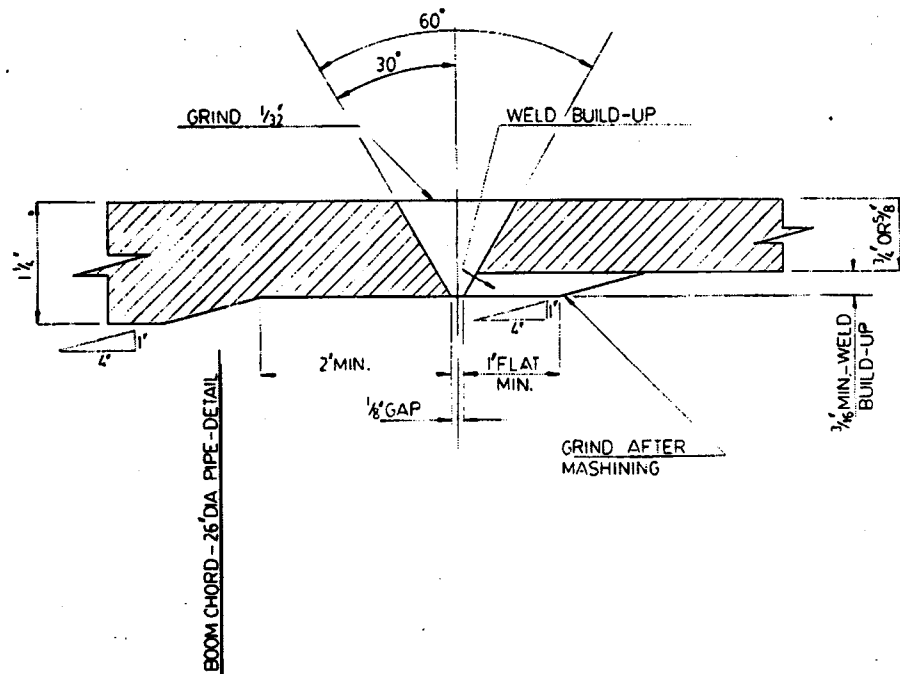 60°
30°
GRIND 1/32"
WELD BUILD-UP
1 1/4"
3/4" OR 5/8"
1"
4"
1"
4"
2" MIN.
1" FLAT
MIN.
1/8" GAP
3/16 MIN.-WELD
BUILD-UP
GRIND AFTER
MASHINING
BOOM CHORD-26" DIA PIPE-DETAIL